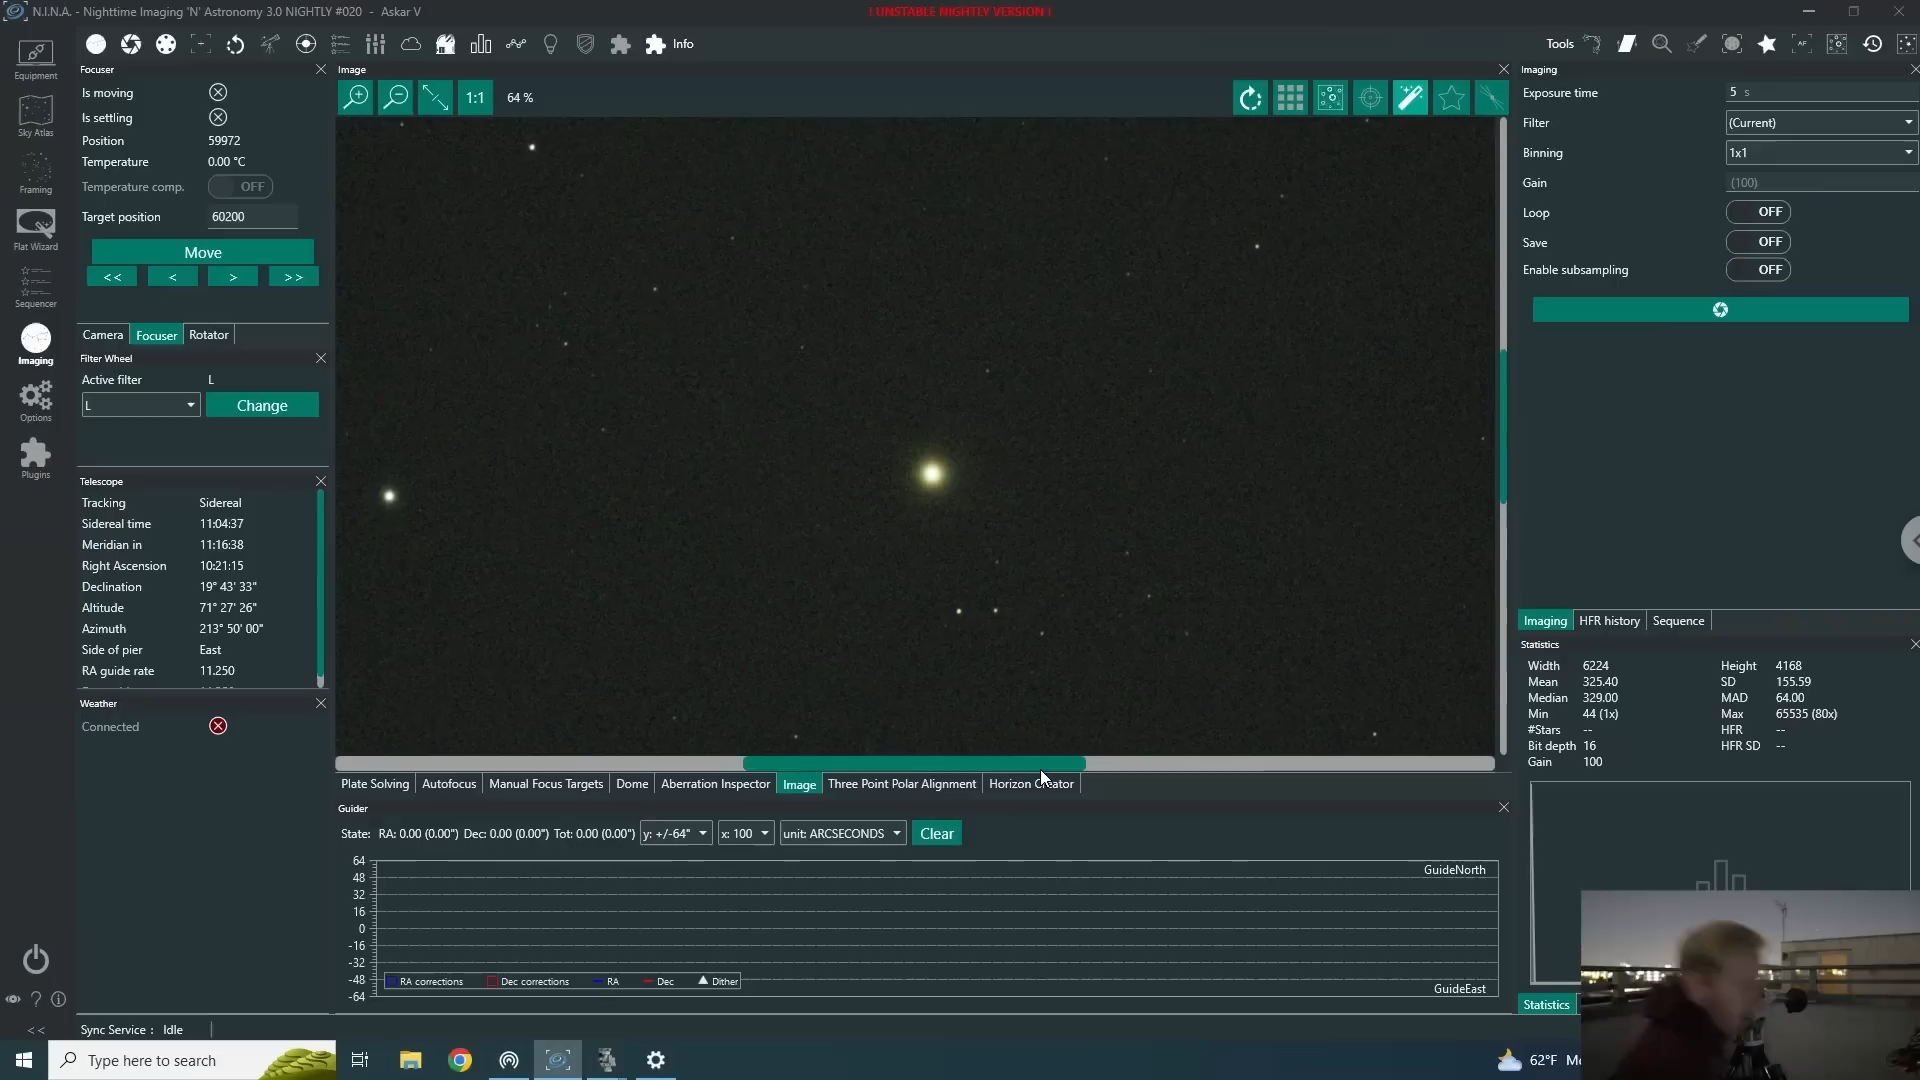 N.I.N.A. - Nighttime Imaging 'N' Astronomy 3.0 NIGHTLY #020 - Askar V
! UNSTABLE NIGHTLY VERSION !
Info
Tools
Equipment
Sky Atlas
Framing
Flat Wizard
Sequencer
Imaging
Options
Plugins
Focuser
Is moving
Is settling
Position 59972
Temperature 0.00 °C
Temperature comp. OFF
Target position 60200
Move
<< < > >>
Camera Focuser Rotator
Filter Wheel
Active filter L
L Change
Telescope
Tracking Sidereal
Sidereal time 11:04:37
Meridian in 11:16:38
Right Ascension 10:21:15
Declination 19° 43' 33"
Altitude 71° 27' 26"
Azimuth 213° 50' 00"
Side of pier East
RA guide rate 11.250
Weather
Connected
Image
1:1 64 %
Plate Solving Autofocus Manual Focus Targets Dome Aberration Inspector Image Three Point Polar Alignment Horizon Creator
Guider
State: RA: 0.00 (0.00") Dec: 0.00 (0.00") Tot: 0.00 (0.00") y: +/-64" x: 100 unit: ARCSECONDS Clear
64
48
32
16
0
-16
-32
-48
-64
GuideNorth
GuideEast
RA corrections Dec corrections RA Dec Dither
Imaging
Exposure time 5 s
Filter (Current)
Binning 1x1
Gain (100)
Loop OFF
Save OFF
Enable subsampling OFF
Imaging HFR history Sequence
Statistics
Width 6224 Height 4168
Mean 325.40 SD 155.59
Median 329.00 MAD 64.00
Min 44 (1x) Max 65535 (80x)
#Stars -- HFR --
Bit depth 16 HFR SD --
Gain 100
Statistics
<<
Sync Service : Idle
Type here to search
62°F